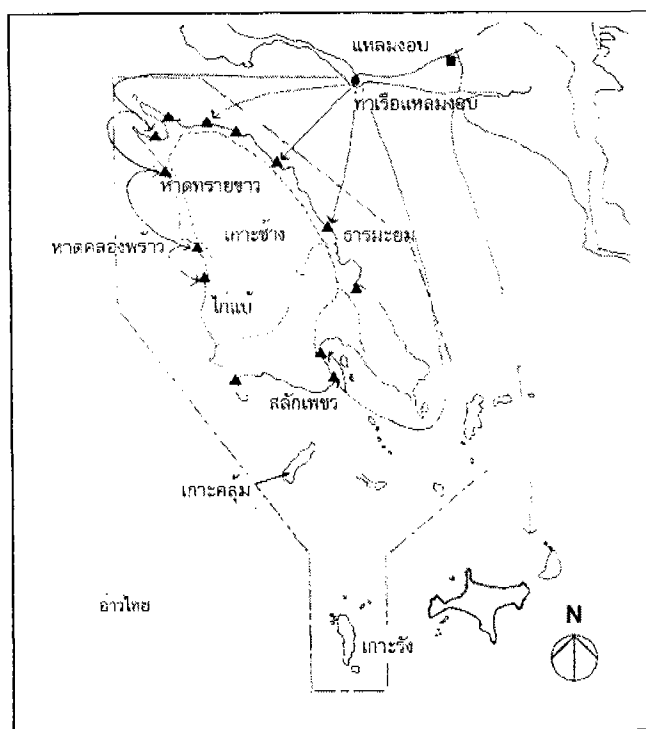 แหลมงอบ
ท่าเรือแหลมงอบ
หาดทรายขาว
เกาะช้าง
ธารมะยม
หาดคลองพร้าว
ไก่แบ้
สลักเพชร
เกาะคลุ้ม
อ่าวไทย
N
เกาะรัง